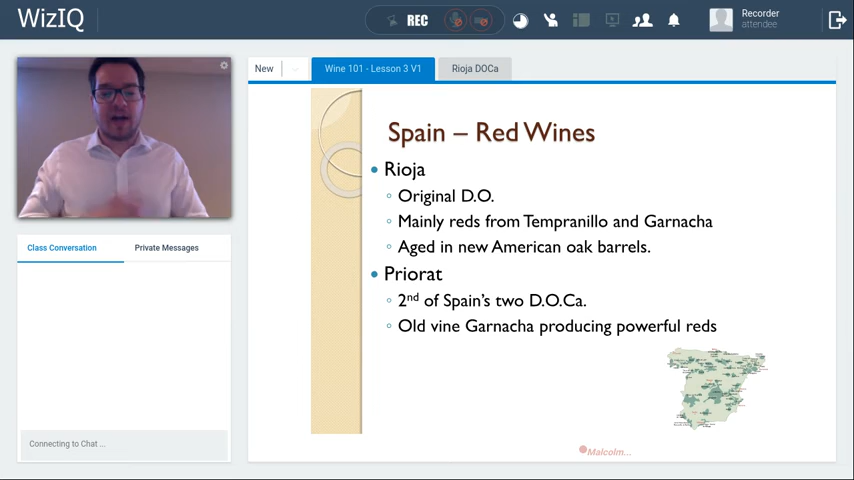 WizIQ
REC
Recorder
attendee
New
Wine 101 - Lesson 3 V1
Rioja DOCa
Spain – Red Wines
Rioja
Original D.O.
Mainly reds from Tempranillo and Garnacha
Aged in new American oak barrels.
Priorat
2nd of Spain's two D.O.Ca.
Old vine Garnacha producing powerful reds
Malcolm...
Class Conversation
Private Messages
Connecting to Chat ...